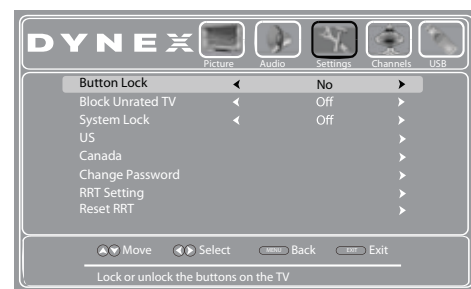 DYNEX
Picture Audio Settings Channels USB
Button Lock No
Block Unrated TV Off
System Lock Off
US
Canada
Change Password
RRT Setting
Reset RRT
Move Select MENU Back EXIT Exit
Lock or unlock the buttons on the TV